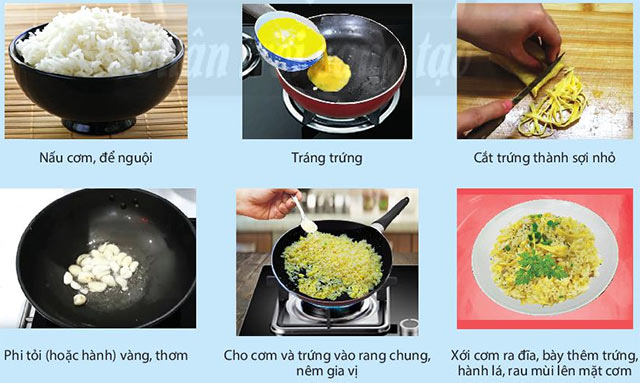 Nấu cơm, để nguội
Tráng trứng
Cắt trứng thành sợi nhỏ
Phi tỏi (hoặc hành) vàng, thơm
Cho cơm và trứng vào rang chung,
nêm gia vị
Xới cơm ra đĩa, bày thêm trứng,
hành lá, rau mùi lên mặt cơm